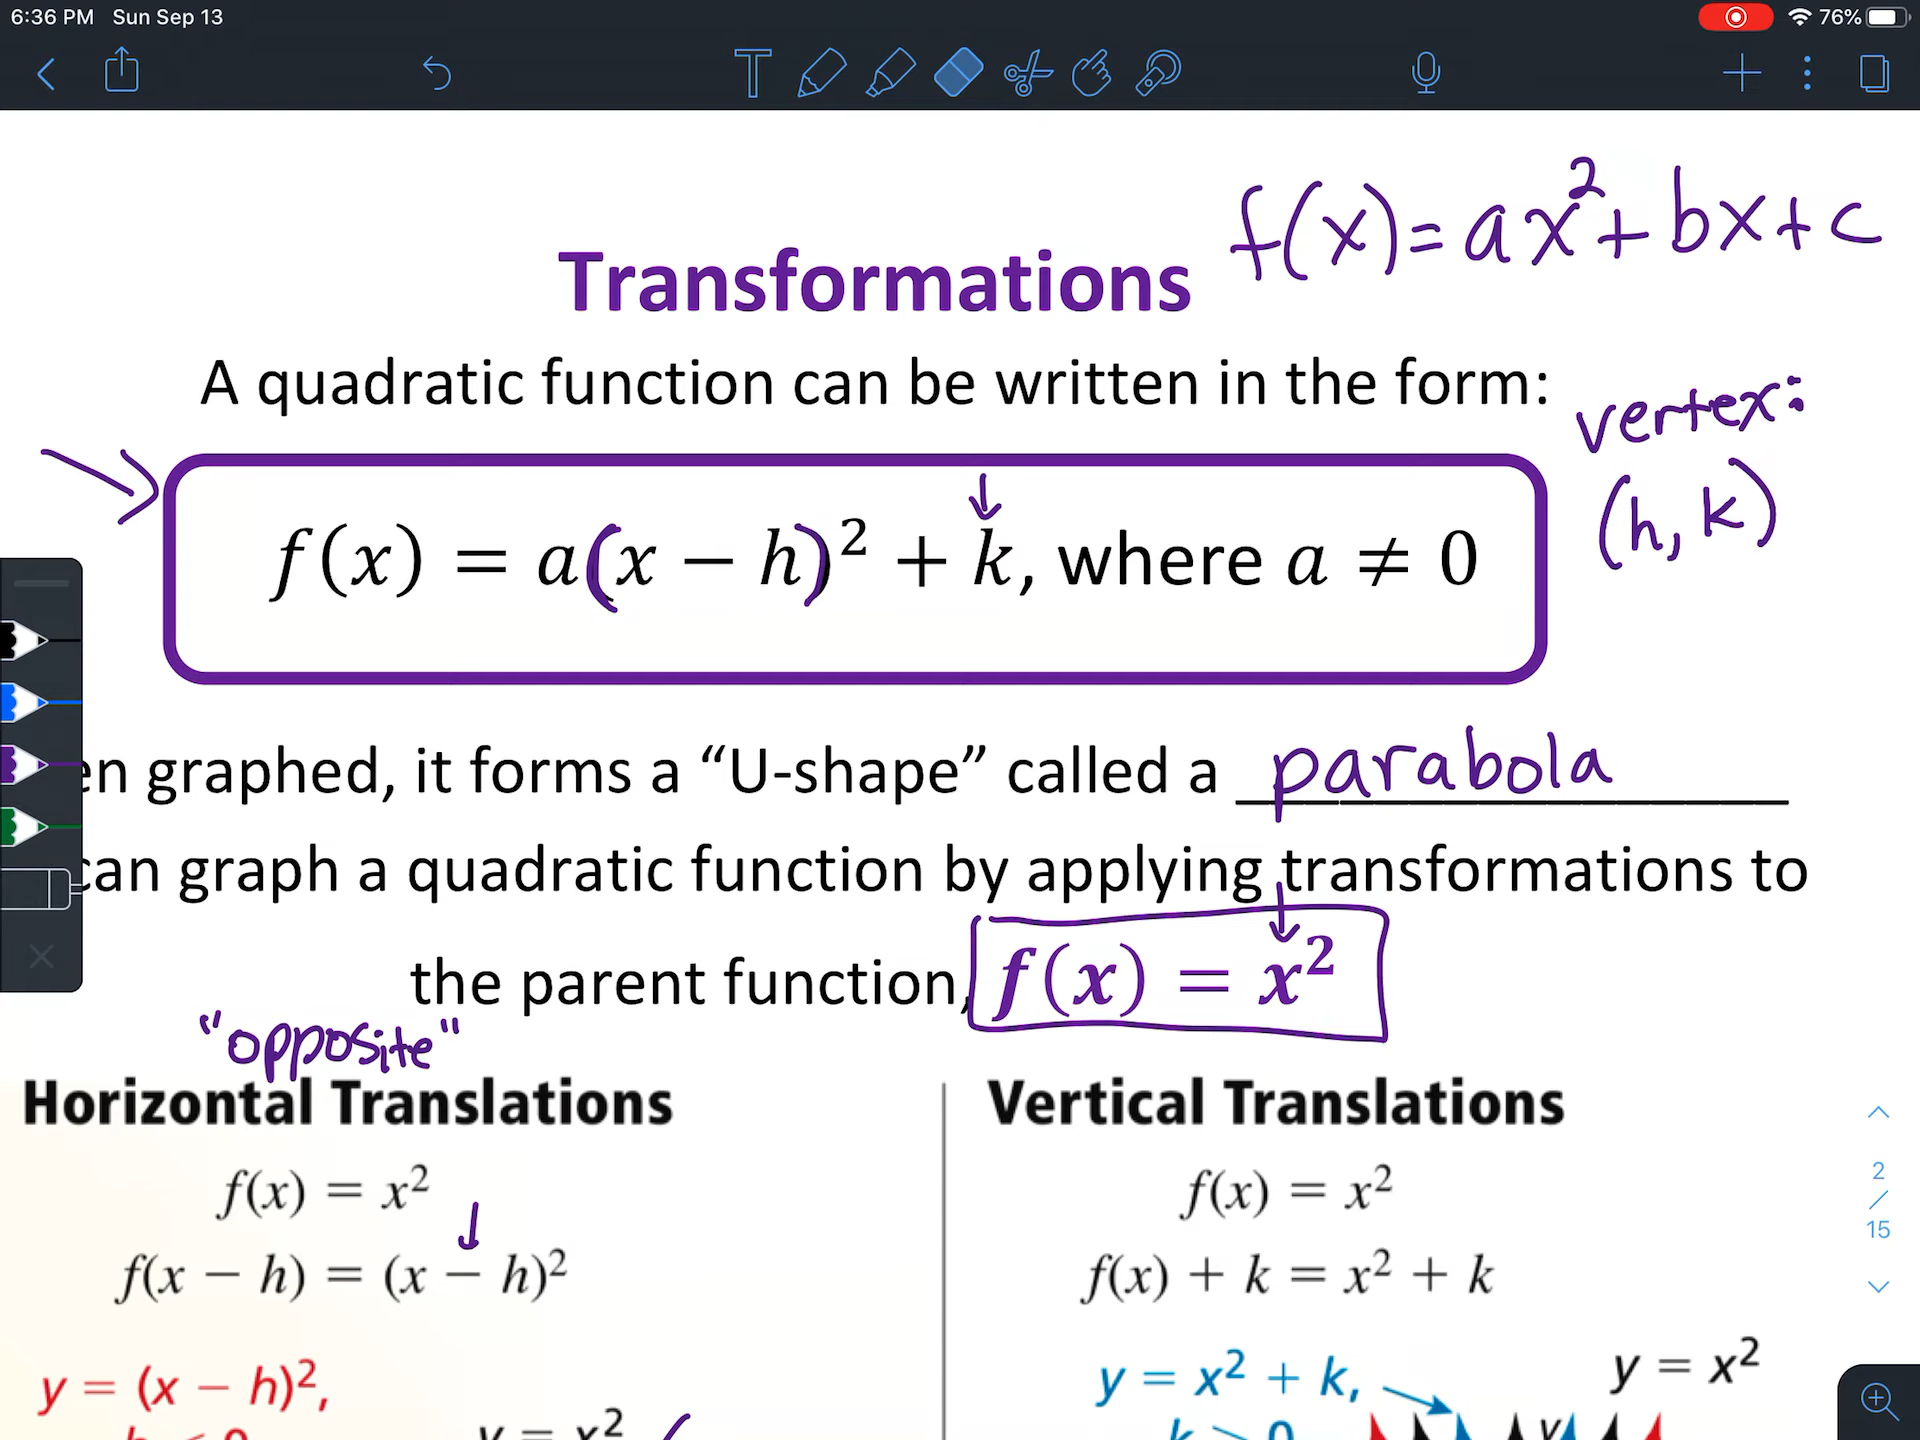 6:36 PM Sun Sep 13
76%
f(x)=ax²+bx+c
Transformations
A quadratic function can be written in the form:
vertex:
(h, k)
f(x) = a(x − h)² + k, where a ≠ 0
en graphed, it forms a “U-shape” called a parabola
can graph a quadratic function by applying transformations to
the parent function, f(x) = x²
"opposite"
Horizontal Translations
f(x) = x²
f(x − h) = (x − h)²
y = (x − h)²,
y = x²
Vertical Translations
f(x) = x²
f(x) + k = x² + k
y = x² + k,
y = x²
y
2
/
15